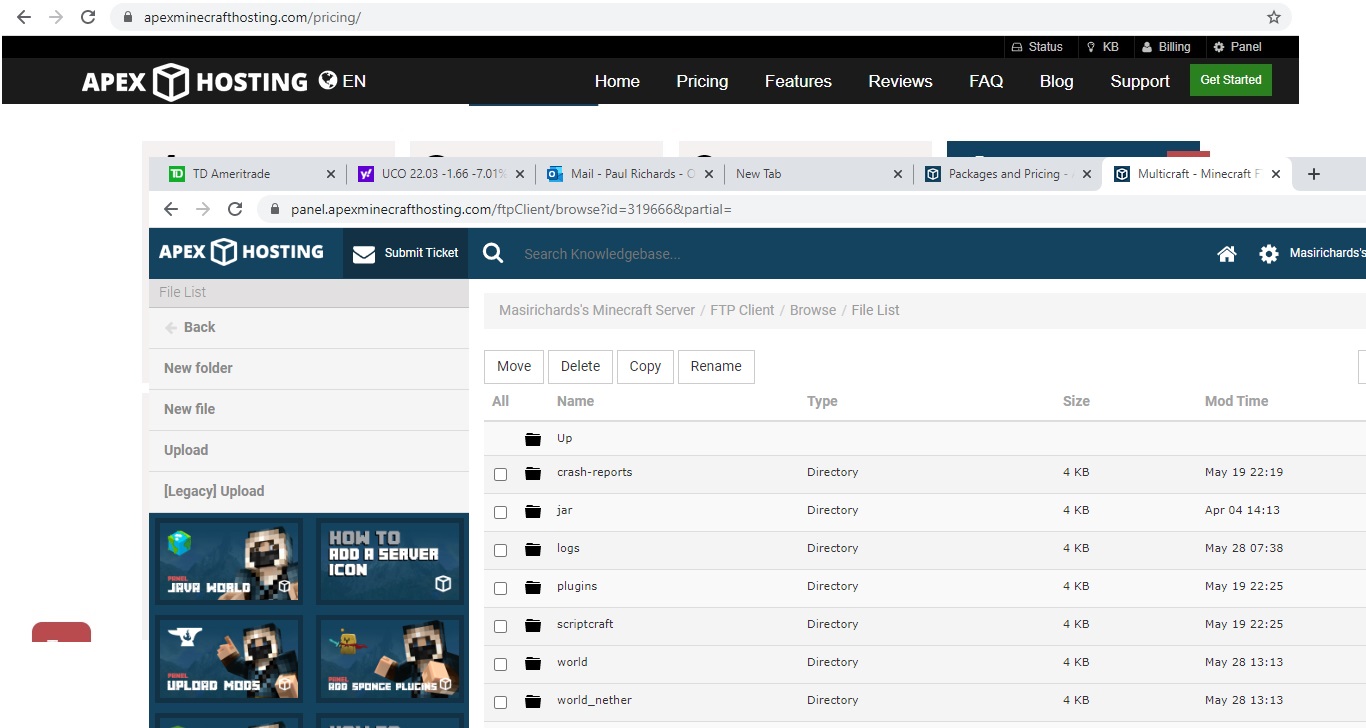 apexminecrafthosting.com/pricing/
Status KB Billing Panel
APEX HOSTING EN Home Pricing Features Reviews FAQ Blog Support Get Started
TD Ameritrade UCO 22.03 -1.66 -7.01% Mail - Paul Richards - O New Tab Packages and Pricing - Multicraft - Minecraft F
panel.apexminecrafthosting.com/ftpClient/browse?id=319666&partial=
APEX HOSTING Submit Ticket Search Knowledgebase... Masirichards's
File List
Back
New folder
New file
Upload
[Legacy] Upload
PANEL
JAVA WORLD
HOW TO
ADD A SERVER
ICON
PANEL
UPLOAD MODS
PANEL
ADD SPONGE PLUGINS
Masirichards's Minecraft Server / FTP Client / Browse / File List
Move Delete Copy Rename
All Name Type Size Mod Time
Up
crash-reports Directory 4 KB May 19 22:19
jar Directory 4 KB Apr 04 14:13
logs Directory 4 KB May 28 07:38
plugins Directory 4 KB May 19 22:25
scriptcraft Directory 4 KB May 19 22:25
world Directory 4 KB May 28 13:13
world_nether Directory 4 KB May 28 13:13